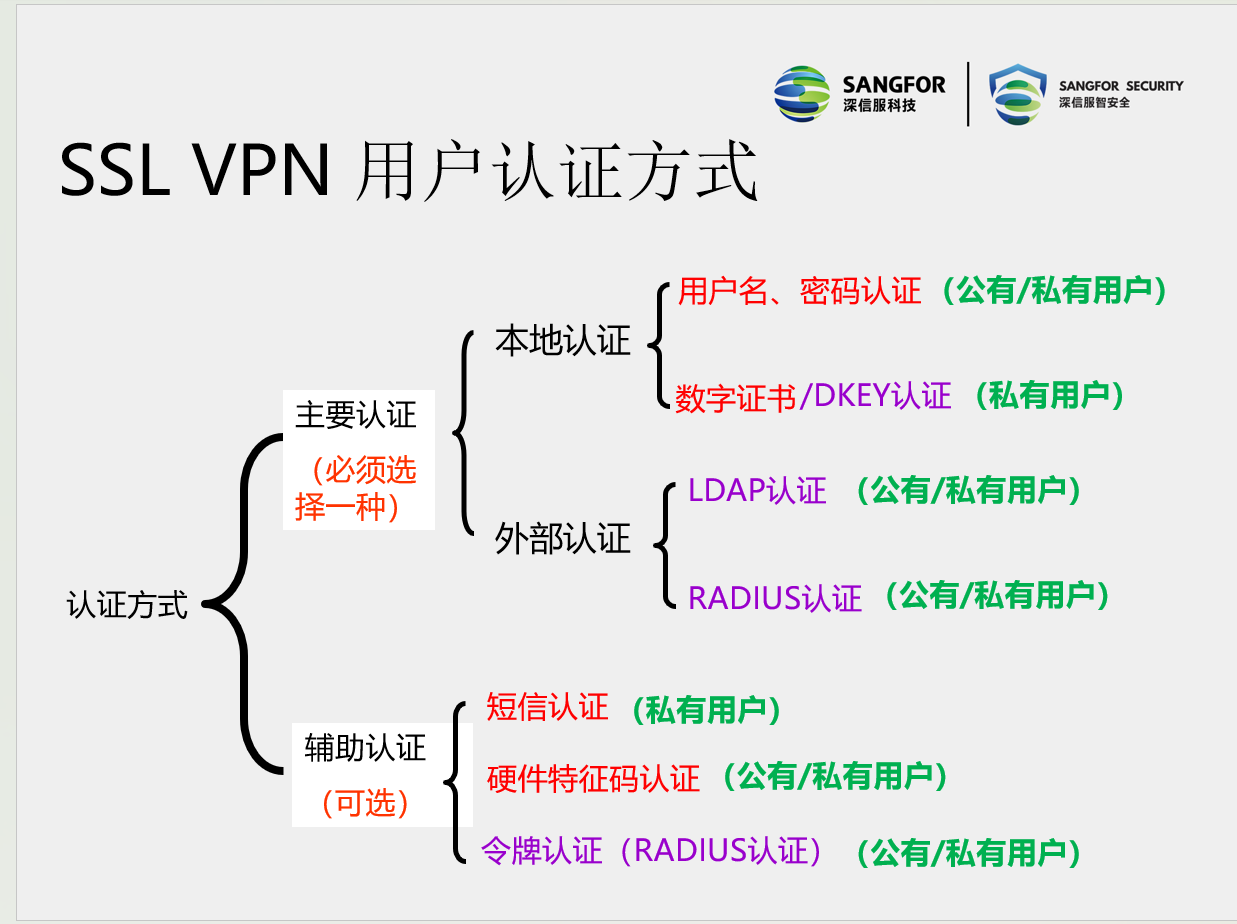 SANGFOR
深信服科技
SANGFOR SECURITY
深信服智安全
SSL VPN 用户认证方式
用户名、密码认证（公有/私有用户）
本地认证
数字证书/DKEY认证（私有用户）
主要认证
（必须选
择一种）
LDAP认证（公有/私有用户）
外部认证
RADIUS认证（公有/私有用户）
认证方式
短信认证（私有用户）
辅助认证
硬件特征码认证（公有/私有用户）
（可选）
令牌认证（RADIUS认证）（公有/私有用户）